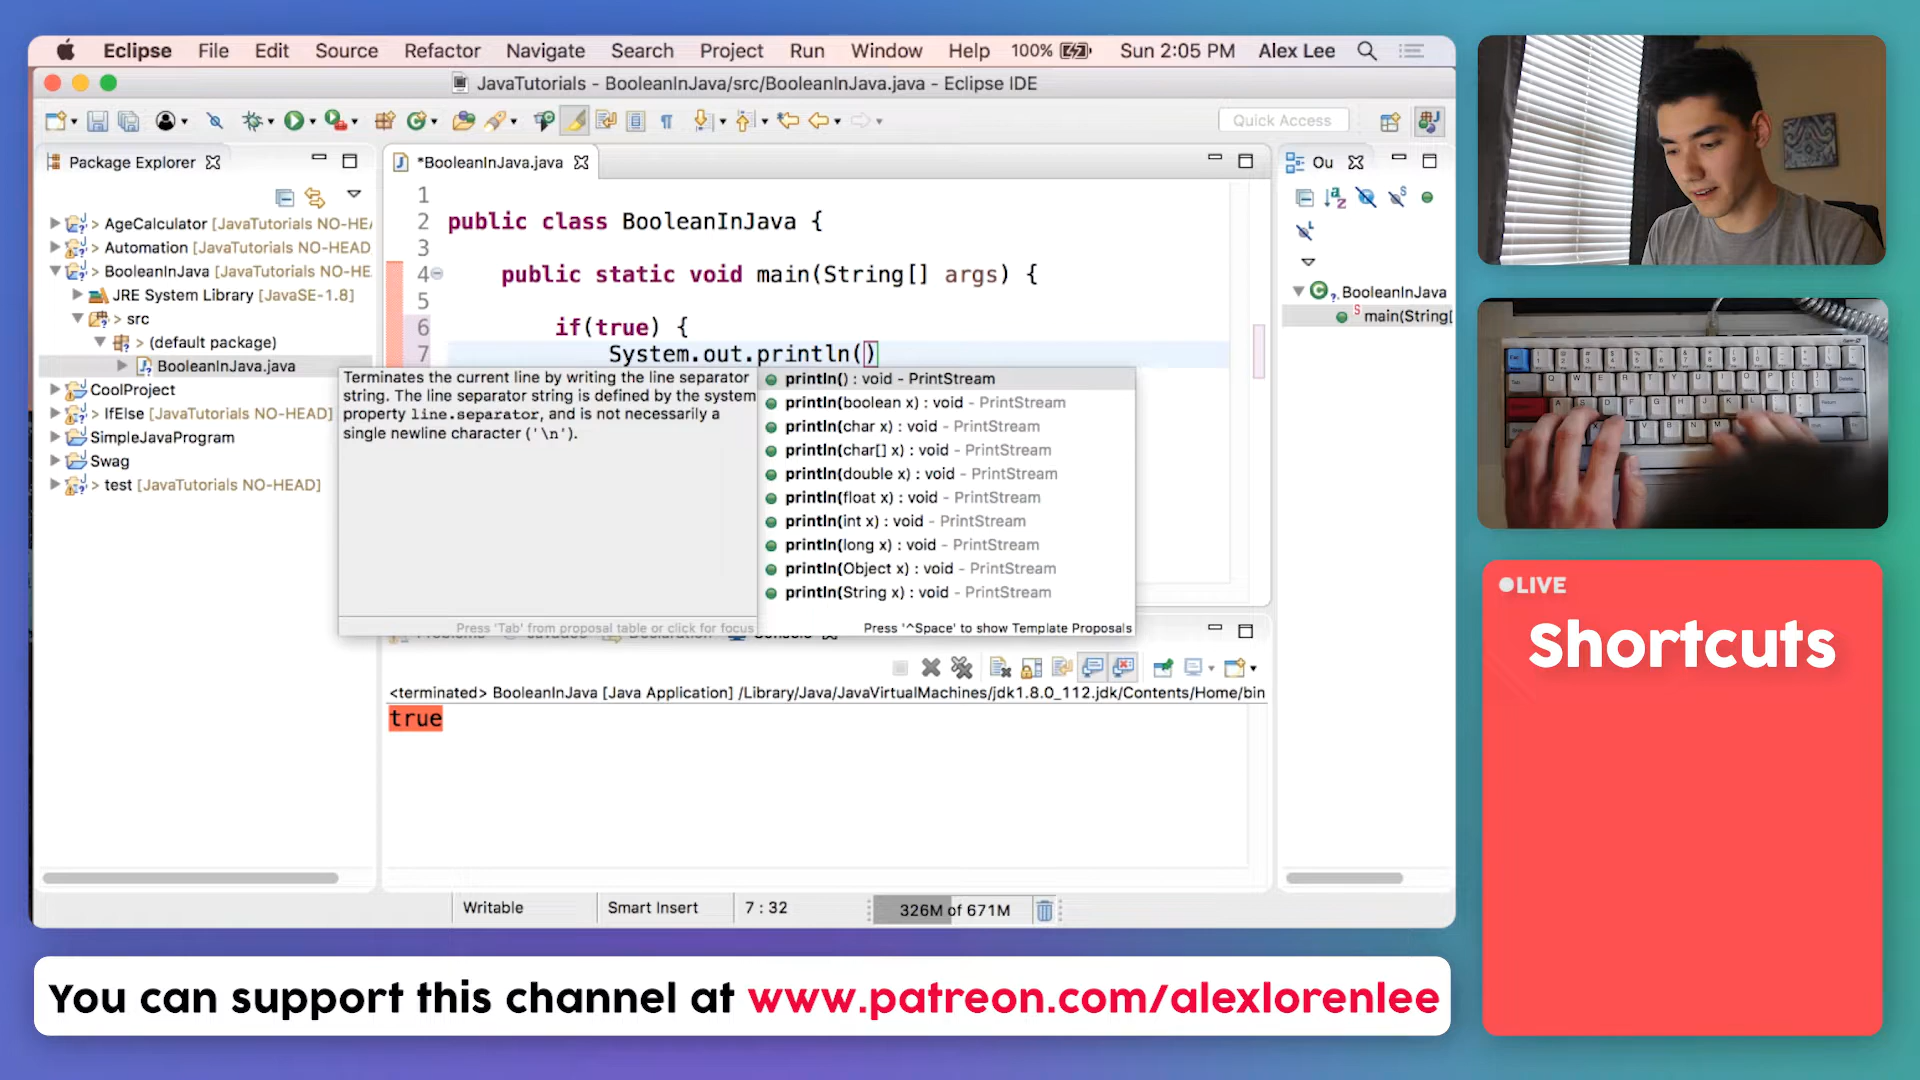 Eclipse File Edit Source Refactor Navigate Search Project Run Window Help 100% Sun 2:05 PM Alex Lee
JavaTutorials - BooleanInJava/src/BooleanInJava.java - Eclipse IDE
Quick Access
Package Explorer
> AgeCalculator [JavaTutorials NO-HEA
> Automation [JavaTutorials NO-HEAD
> BooleanInJava [JavaTutorials NO-HE
JRE System Library [JavaSE-1.8]
> src
> (default package)
BooleanInJava.java
CoolProject
> IfElse [JavaTutorials NO-HEAD]
SimpleJavaProgram
Swag
> test [JavaTutorials NO-HEAD]
*BooleanInJava.java
1
2 public class BooleanInJava {
3
4 public static void main(String[] args) {
5
6 if(true) {
7 System.out.println()
Terminates the current line by writing the line separator
string. The line separator string is defined by the system
property line.separator, and is not necessarily a
single newline character ('\n').
Press 'Tab' from proposal table or click for focus
println() : void - PrintStream
println(boolean x) : void - PrintStream
println(char x) : void - PrintStream
println(char[] x) : void - PrintStream
println(double x) : void - PrintStream
println(float x) : void - PrintStream
println(int x) : void - PrintStream
println(long x) : void - PrintStream
println(Object x) : void - PrintStream
println(String x) : void - PrintStream
Press '^Space' to show Template Proposals
<terminated> BooleanInJava [Java Application] /Library/Java/JavaVirtualMachines/jdk1.8.0_112.jdk/Contents/Home/bin
true
Writable Smart Insert 7 : 32 326M of 671M
Ou
BooleanInJava
main(String[
LIVE
Shortcuts
You can support this channel at www.patreon.com/alexlorenlee